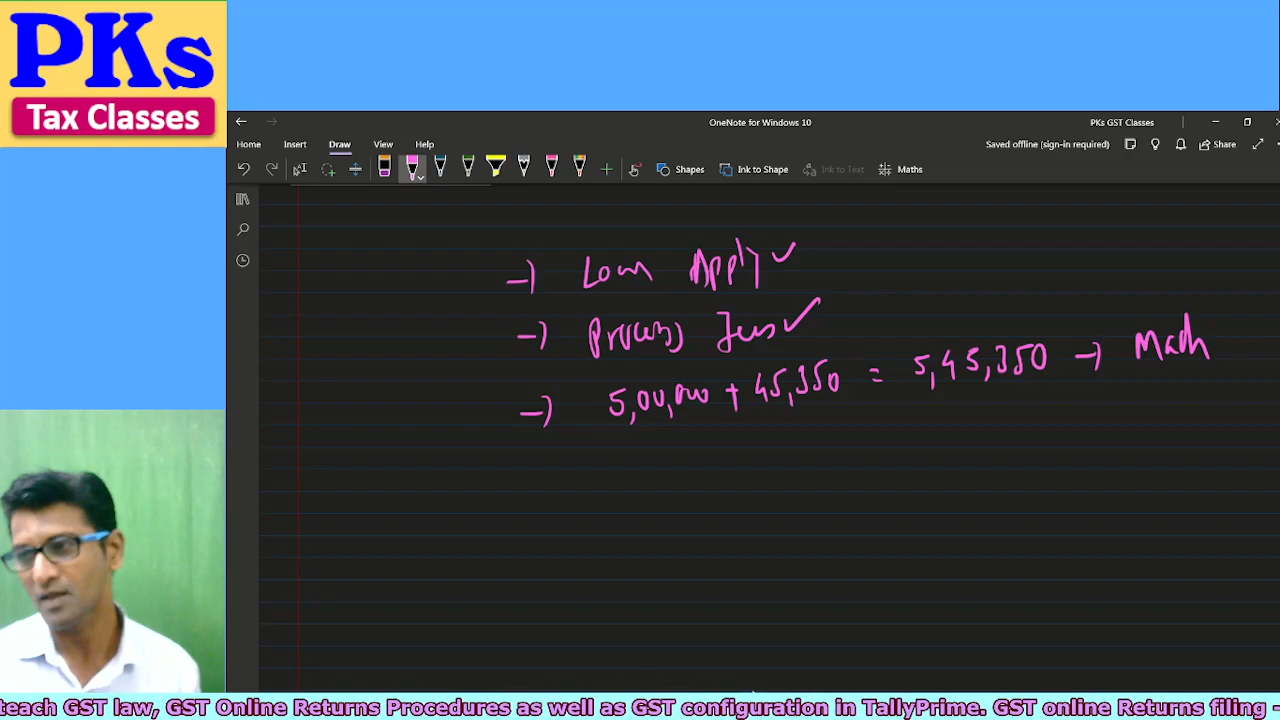 PKs
Tax Classes
OneNote for Windows 10
PKs GST Classes
Home Insert Draw View Help
Saved offline (sign-in required)
Share
Shapes
Ink to Shape
Ink to Text
Maths
→ Loan Apply ✓
→ Process Fees ✓
→ 5,00,000 + 45,350 = 5,45,350 → Mach
teach GST law, GST Online Returns Procedures as well as GST configuration in TallyPrime. GST online Returns filing -